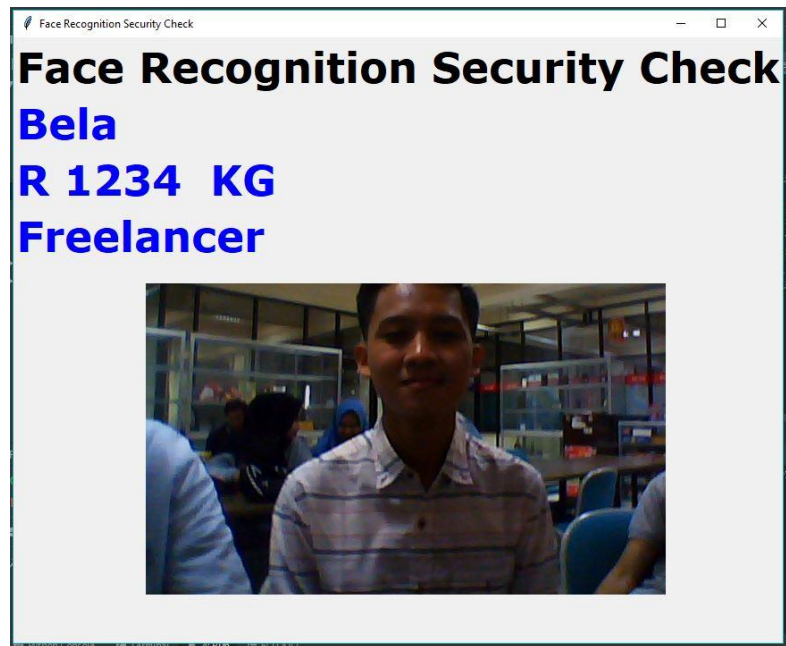 Face Recognition Security Check
Face Recognition Security Check
Bela
R 1234  KG
Freelancer